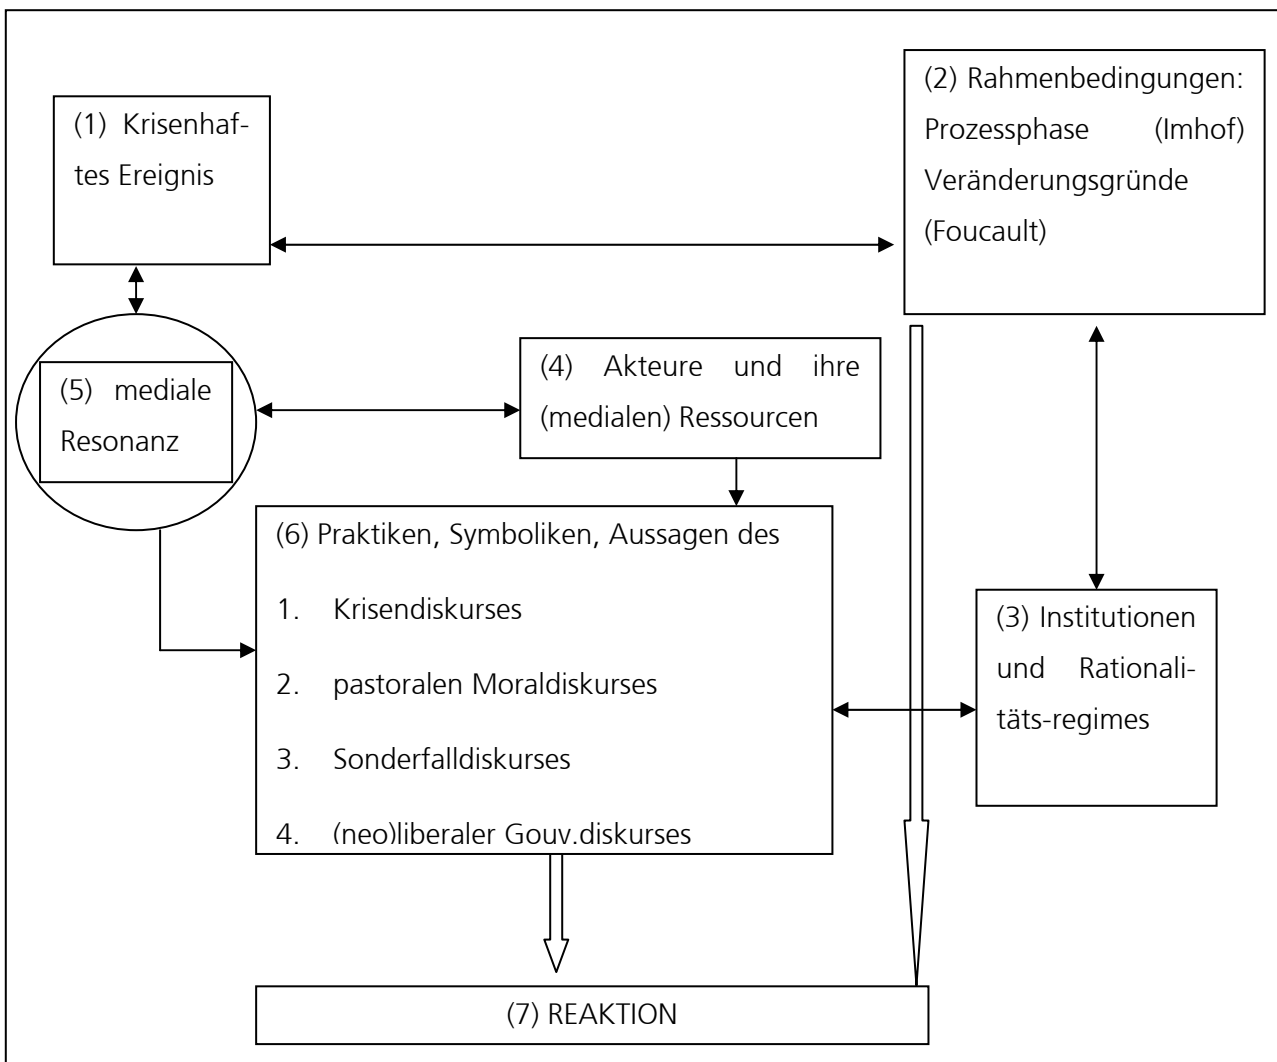 (1) Krisenhaf-
tes Ereignis
(2) Rahmenbedingungen:
Prozessphase (Imhof)
Veränderungsgründe
(Foucault)
(5) mediale
Resonanz
(4) Akteure und ihre
(medialen) Ressourcen
(6) Praktiken, Symboliken, Aussagen des
1. Krisendiskurses
2. pastoralen Moraldiskurses
3. Sonderfalldiskurses
4. (neo)liberaler Gouv.diskurses
(3) Institutionen
und Rationali-
täts-regimes
(7) REAKTION